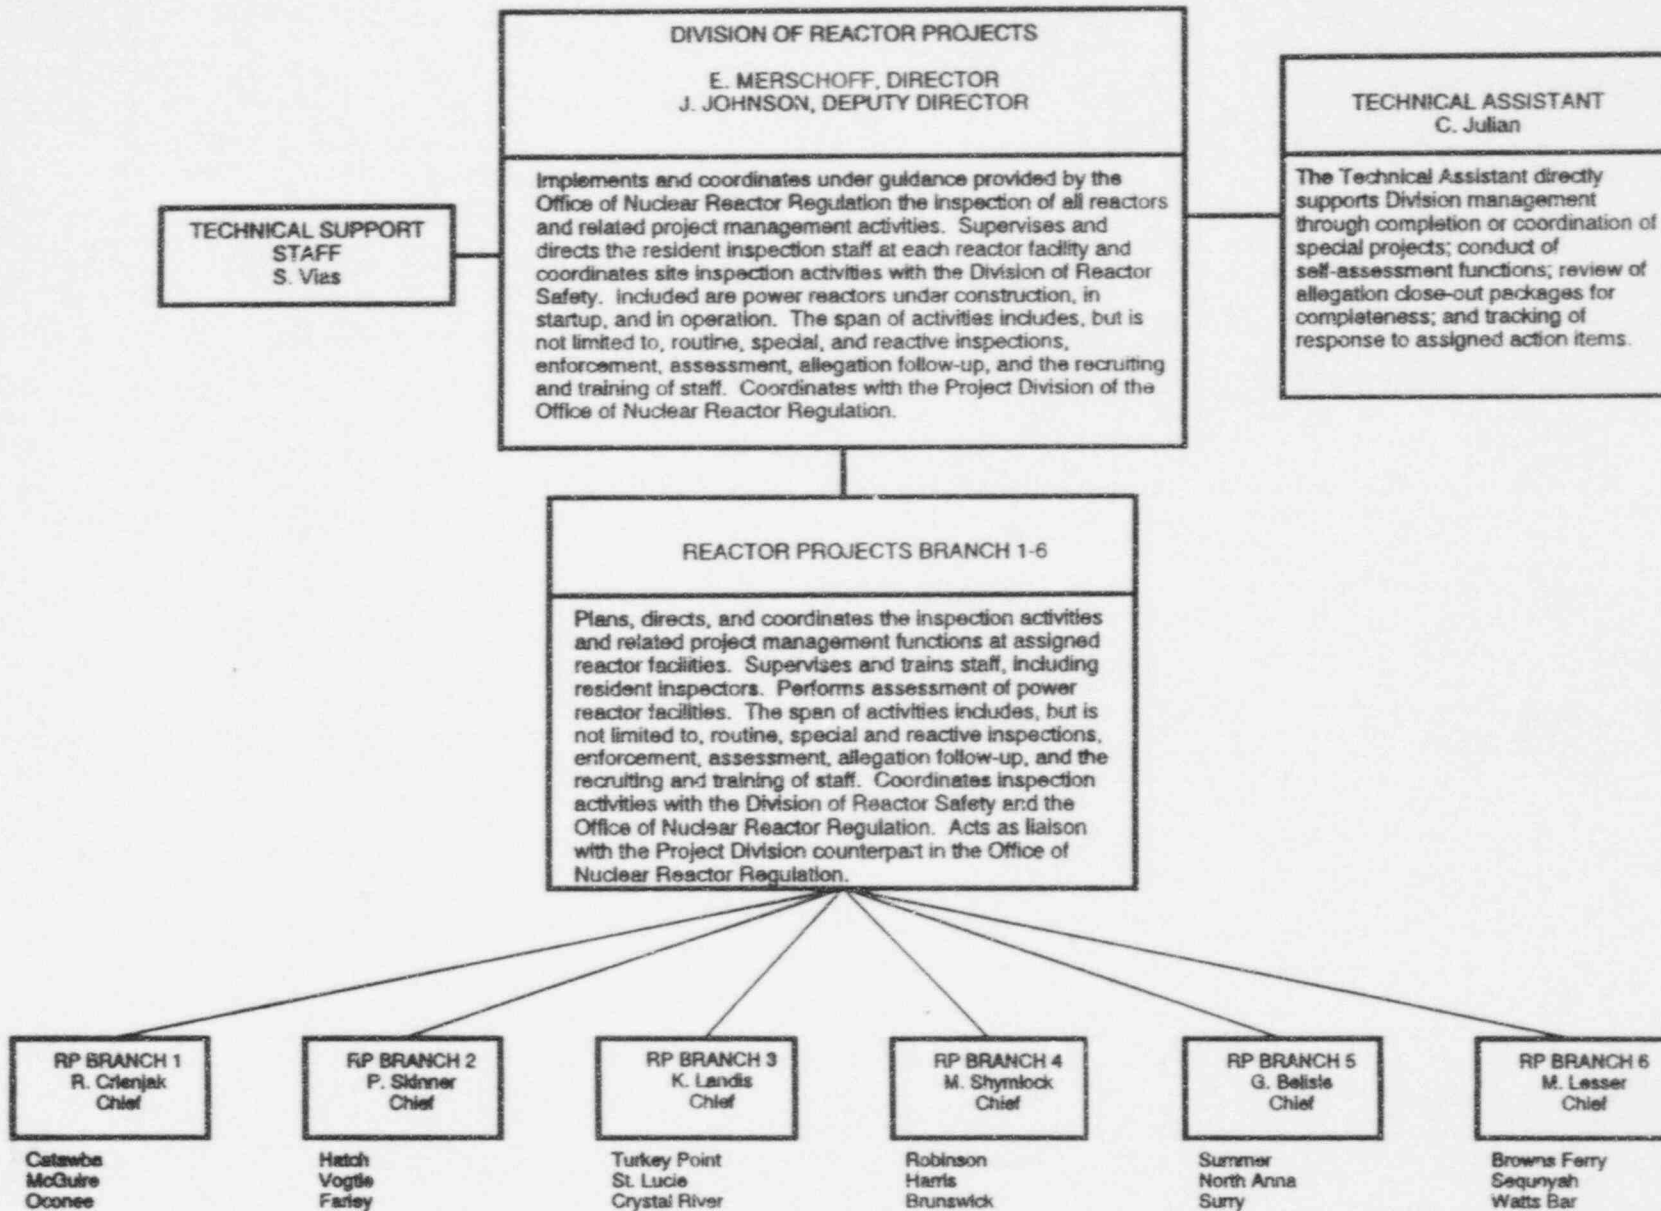 DIVISION OF REACTOR PROJECTS
E. MERSCHOFF, DIRECTOR
J. JOHNSON, DEPUTY DIRECTOR
Implements and coordinates under guidance provided by the
Office of Nuclear Reactor Regulation the inspection of all reactors
and related project management activities. Supervises and
directs the resident inspection staff at each reactor facility and
coordinates site inspection activities with the Division of Reactor
Safety. Included are power reactors under construction, in
startup, and in operation. The span of activities includes, but is
not limited to, routine, special, and reactive inspections,
enforcement, assessment, allegation follow-up, and the recruiting
and training of staff. Coordinates with the Project Division of the
Office of Nuclear Reactor Regulation.
TECHNICAL SUPPORT
STAFF
S. Vias
TECHNICAL ASSISTANT
C. Julian
The Technical Assistant directly
supports Division management
through completion or coordination of
special projects; conduct of
self-assessment functions; review of
allegation close-out packages for
completeness; and tracking of
response to assigned action items.
REACTOR PROJECTS BRANCH 1-6
Plans, directs, and coordinates the inspection activities
and related project management functions at assigned
reactor facilities. Supervises and trains staff, including
resident inspectors. Performs assessment of power
reactor facilities. The span of activities includes, but is
not limited to, routine, special and reactive inspections,
enforcement, assessment, allegation follow-up, and the
recruiting and training of staff. Coordinates inspection
activities with the Division of Reactor Safety and the
Office of Nuclear Reactor Regulation. Acts as liaison
with the Project Division counterpart in the Office of
Nuclear Reactor Regulation.
RP BRANCH 1
R. Crlenjak
Chief
Catawba
McGuire
Oconee
RP BRANCH 2
P. Skinner
Chief
Hatch
Vogtle
Farley
RP BRANCH 3
K. Landis
Chief
Turkey Point
St. Lucie
Crystal River
RP BRANCH 4
M. Shymlock
Chief
Robinson
Harris
Brunswick
RP BRANCH 5
G. Belisle
Chief
Summer
North Anna
Surry
RP BRANCH 6
M. Lesser
Chief
Browns Ferry
Sequnyah
Watts Bar